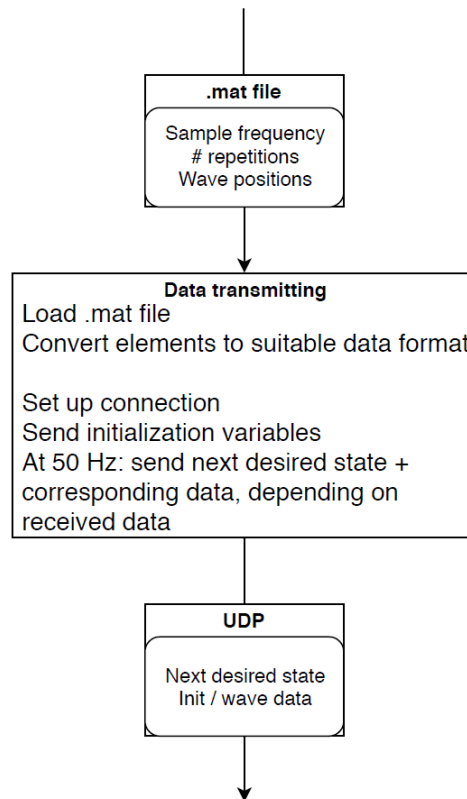 .mat file
Sample frequency
# repetitions
Wave positions
Data transmitting
Load .mat file
Convert elements to suitable data format
Set up connection
Send initialization variables
At 50 Hz: send next desired state +
corresponding data, depending on
received data
UDP
Next desired state
Init / wave data